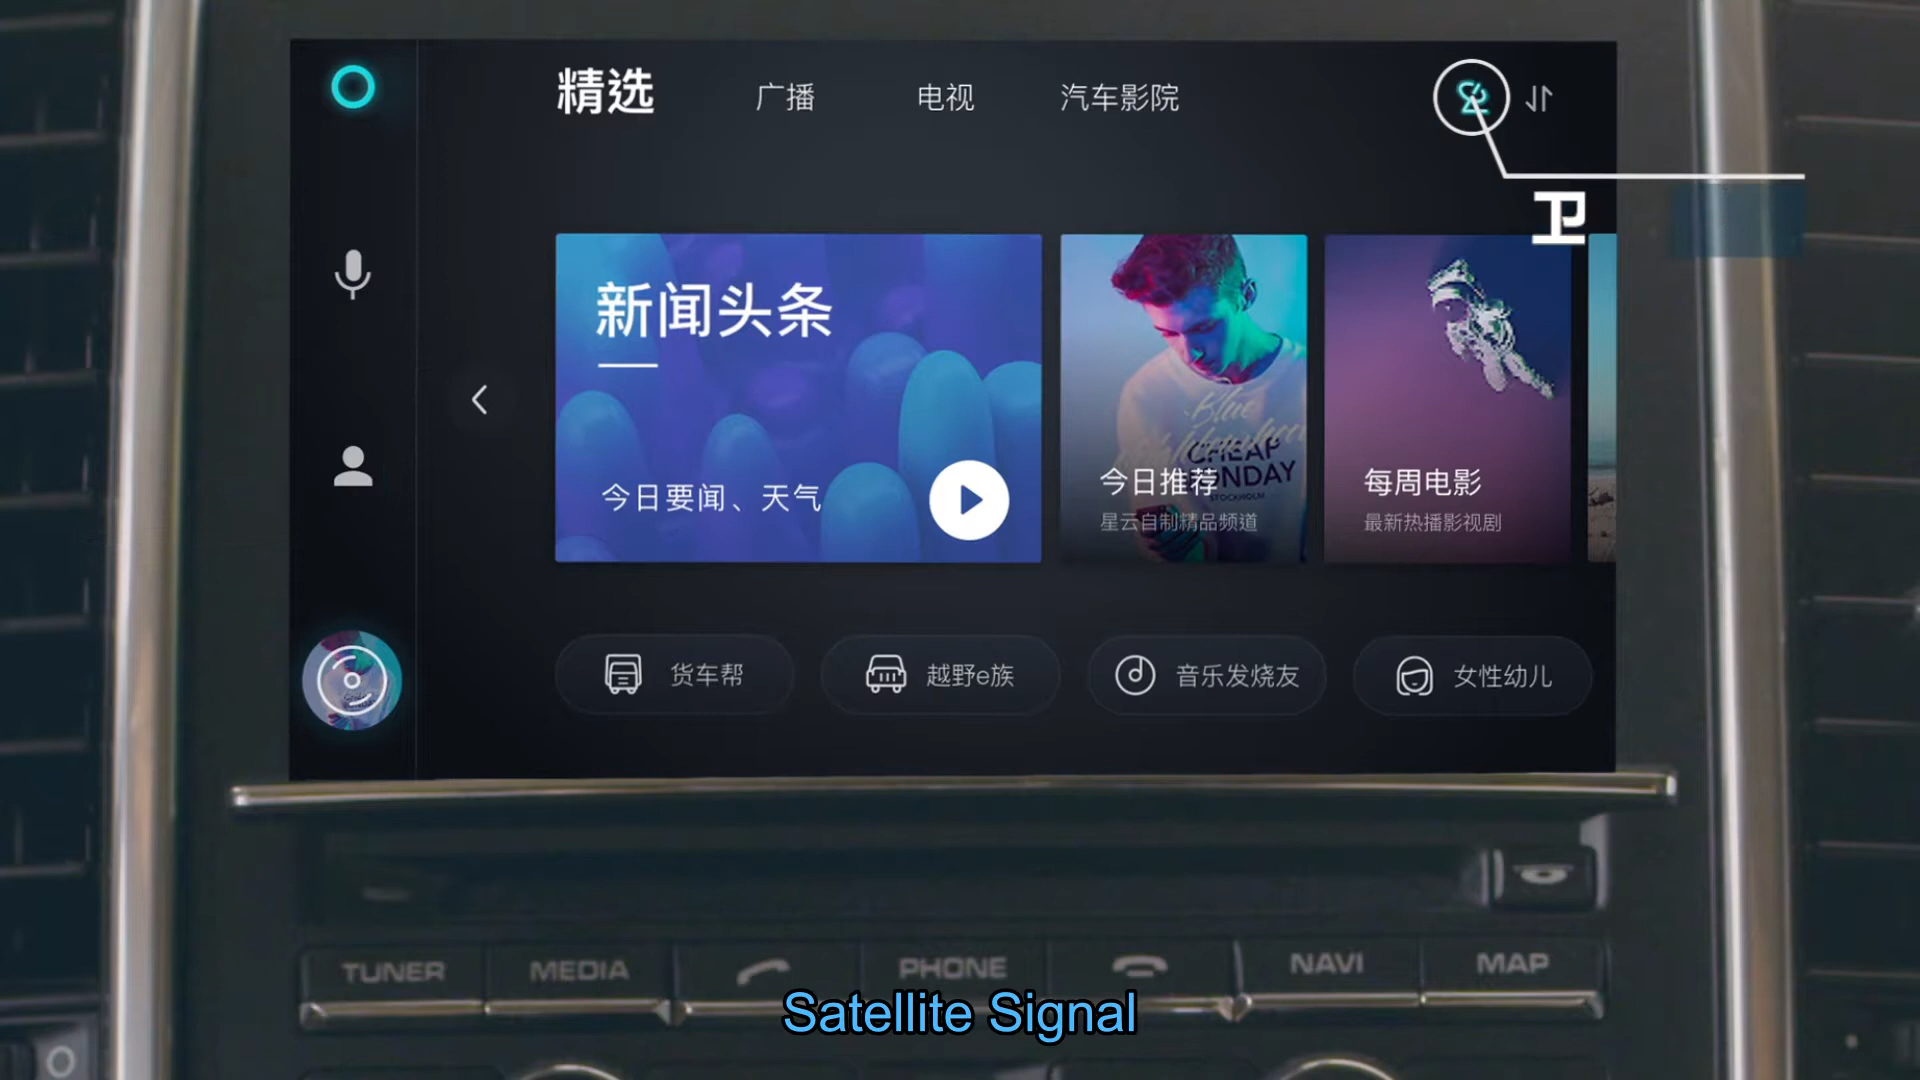 精选
广播
电视
汽车影院
卫
新闻头条
今日要闻、天气
CHEAP
MONDAY
STOCKHOLM
今日推荐
星云自制精品频道
每周电影
最新热播影视剧
货车帮
越野e族
音乐发烧友
女性幼儿
TUNER
MEDIA
PHONE
NAVI
MAP
Satellite Signal